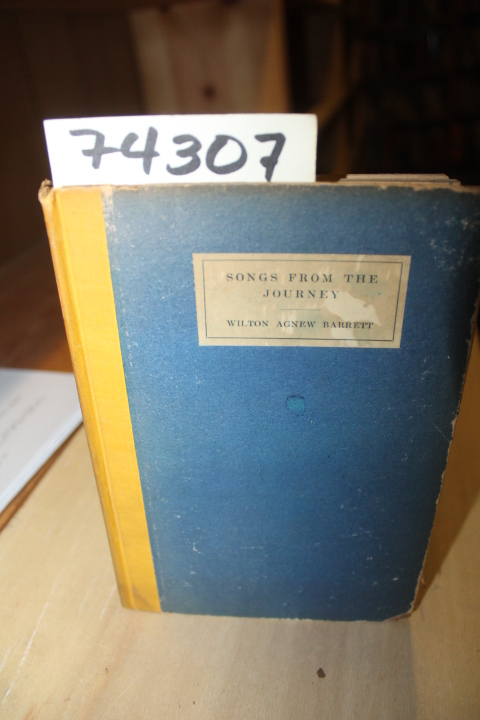 74307
SONGS FROM THE
JOURNEY
WILTON AGNEW BARRETT